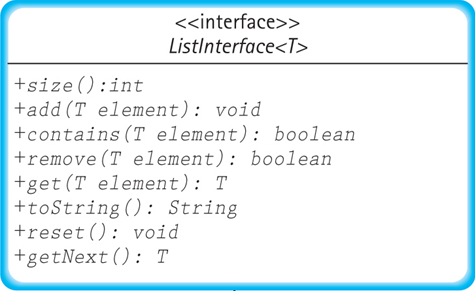 <<interface>>
ListInterface<T>
+size():int
+add(T element): void
+contains(T element): boolean
+remove(T element): boolean
+get(T element): T
+toString(): String
+reset(): void
+getNext(): T